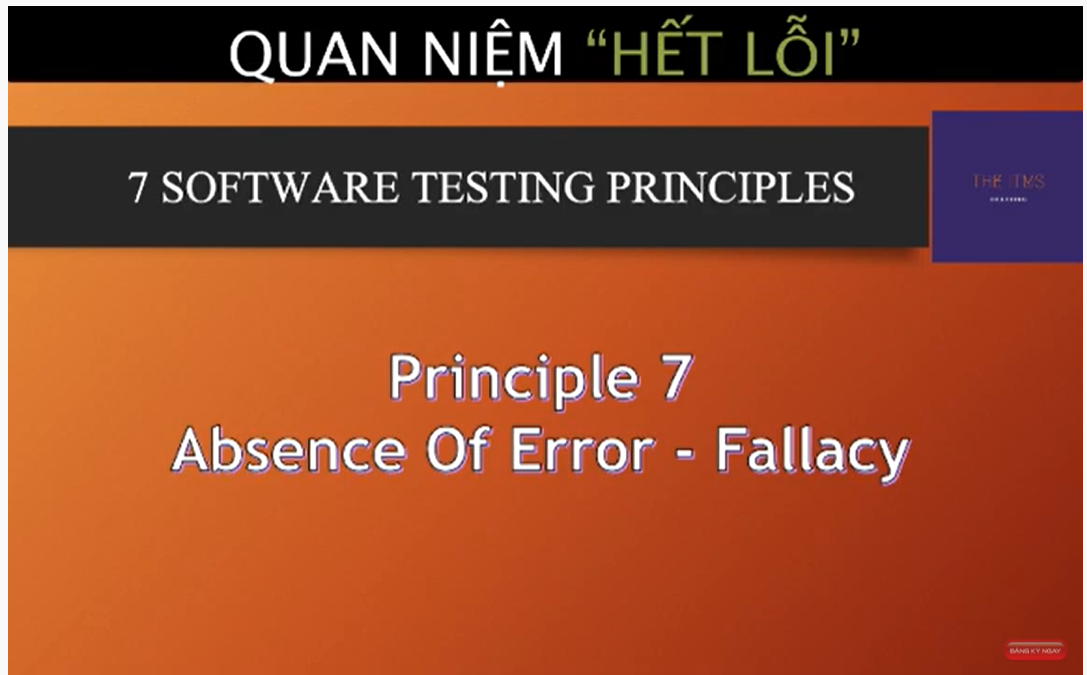 QUAN NIỆM “HẾT LỖI”
7 SOFTWARE TESTING PRINCIPLES
THE ITMS
Principle 7
Absence Of Error - Fallacy
ĐĂNG KÝ NGAY